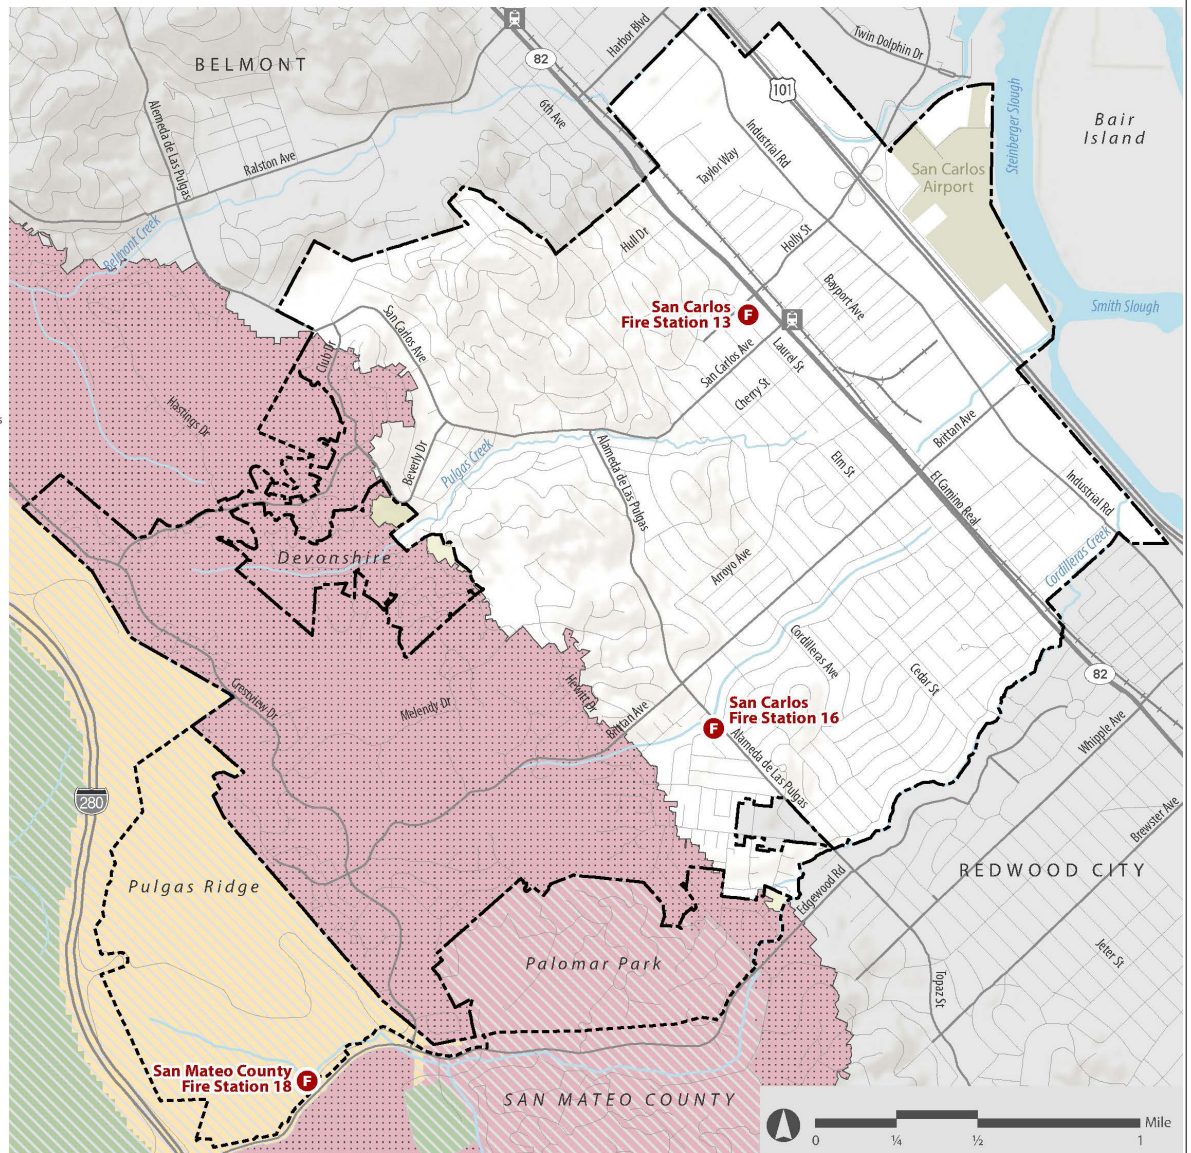 Harbor Blvd
Twin Dolphin Dr
BELMONT
82
101
Steinberger Slough
Bair
Island
6th Ave
Alameda de Las Pulgas
Ralston Ave
Industrial Rd
Taylor Way
San Carlos
Airport
Belmont Creek
Hull Dr
Holly St
Bayport Ave
Smith Slough
San Carlos
Fire Station 13
F
San Carlos Ave
Club Dr
Laurel St
San Carlos Ave
Cherry St
Hastings Dr
Beverly Dr
Pulgas Creek
Alameda de Las Pulgas
Elm St
Brittan Ave
El Camino Real
Industrial Rd
Devonshire
Arroyo Ave
Cordilleras Creek
Cordilleras Ave
Cedar St
82
Crestview Dr
Melendy Dr
Hewitt Dr
Brittan Ave
San Carlos
Fire Station 16
F
Whipple Ave
Alameda de Las Pulgas
280
Brewster Ave
Pulgas Ridge
Edgewood Rd
REDWOOD CITY
Jeter St
Palomar Park
Topaz St
San Mateo County
Fire Station 18
F
SAN MATEO COUNTY
Mile
0
¼
½
1